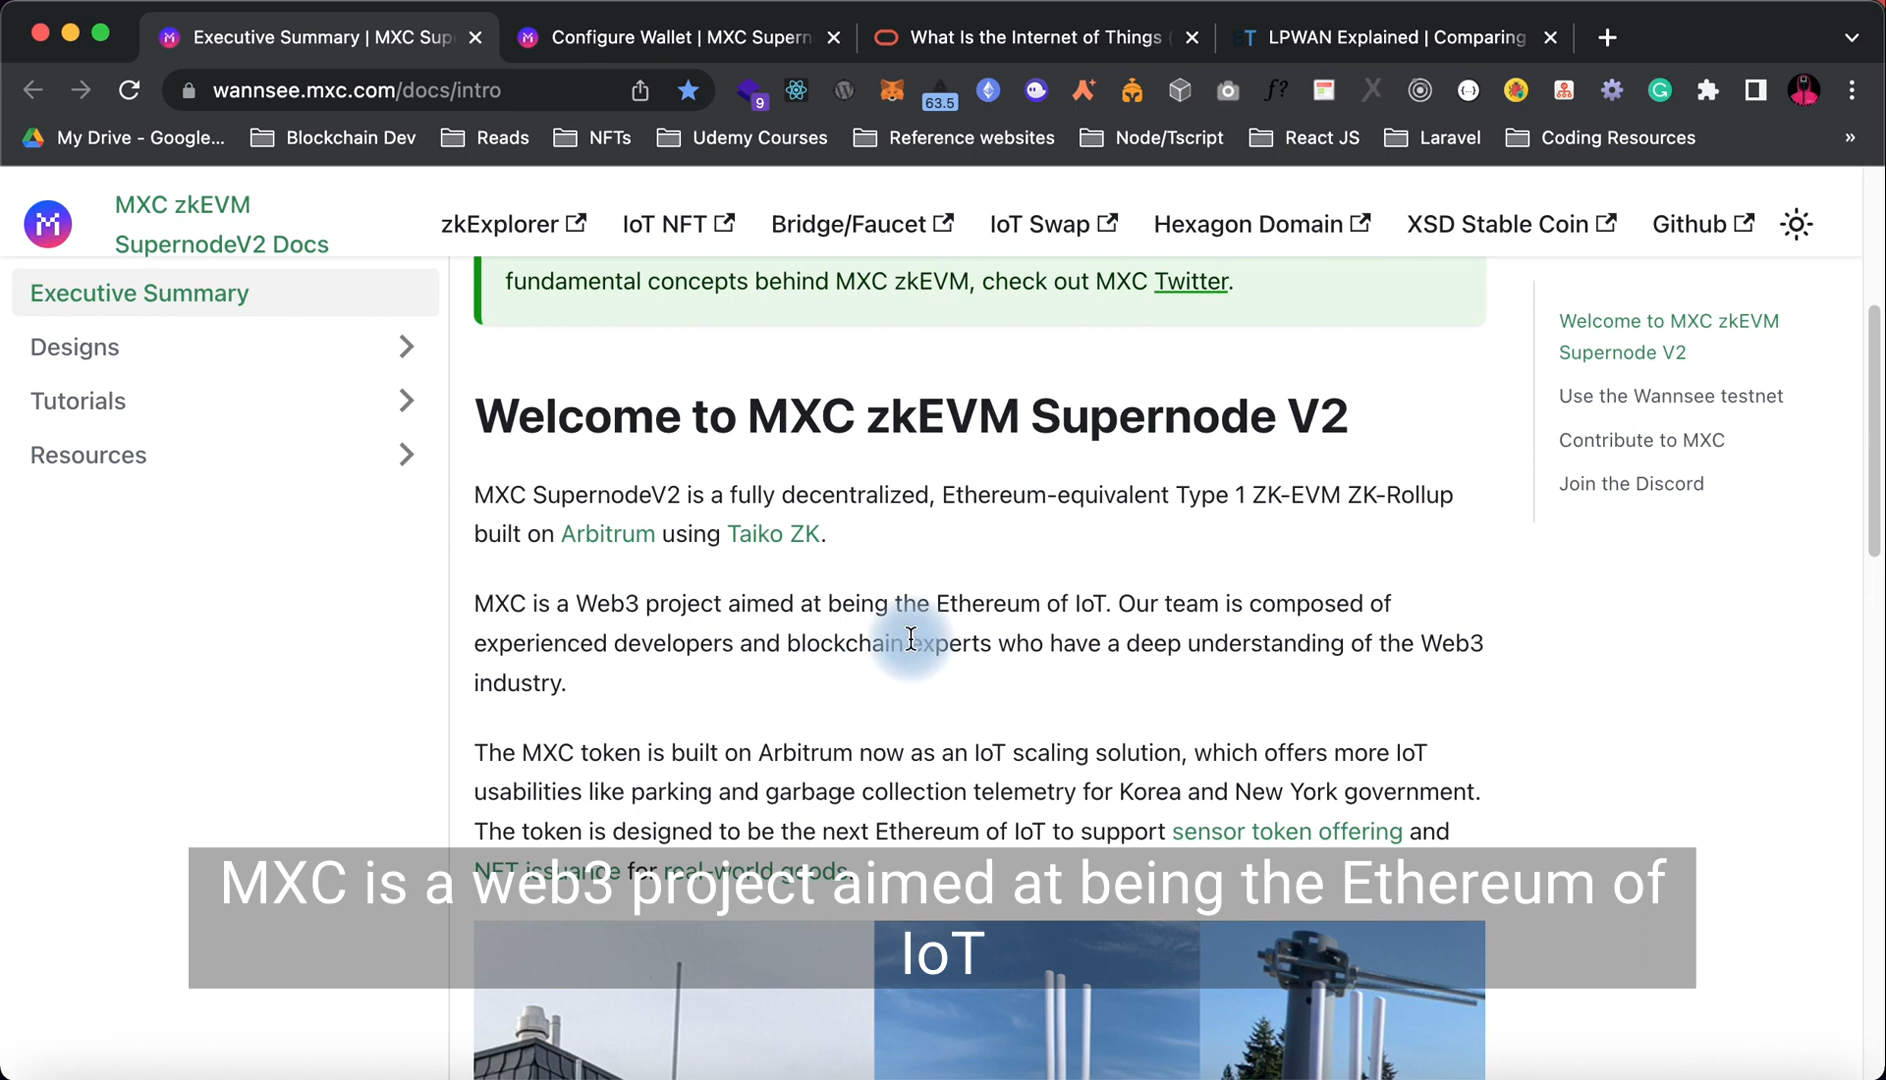 Executive Summary | MXC Sup
Configure Wallet | MXC Supern
What Is the Internet of Things (
LPWAN Explained | Comparing
wannsee.mxc.com/docs/intro
9
63.5
f?
My Drive - Google...
Blockchain Dev
Reads
NFTs
Udemy Courses
Reference websites
Node/Tscript
React JS
Laravel
Coding Resources
»
MXC zkEVM
SupernodeV2 Docs
zkExplorer
IoT NFT
Bridge/Faucet
IoT Swap
Hexagon Domain
XSD Stable Coin
Github
Executive Summary
Designs
Tutorials
Resources
fundamental concepts behind MXC zkEVM, check out MXC Twitter.
Welcome to MXC zkEVM Supernode V2
MXC SupernodeV2 is a fully decentralized, Ethereum-equivalent Type 1 ZK-EVM ZK-Rollup
built on Arbitrum using Taiko ZK.
MXC is a Web3 project aimed at being the Ethereum of IoT. Our team is composed of
experienced developers and blockchain experts who have a deep understanding of the Web3
industry.
The MXC token is built on Arbitrum now as an IoT scaling solution, which offers more IoT
usabilities like parking and garbage collection telemetry for Korea and New York government.
The token is designed to be the next Ethereum of IoT to support sensor token offering and
NFT issuance for real-world goods.
Welcome to MXC zkEVM
Supernode V2
Use the Wannsee testnet
Contribute to MXC
Join the Discord
MXC is a web3 project aimed at being the Ethereum of
IoT